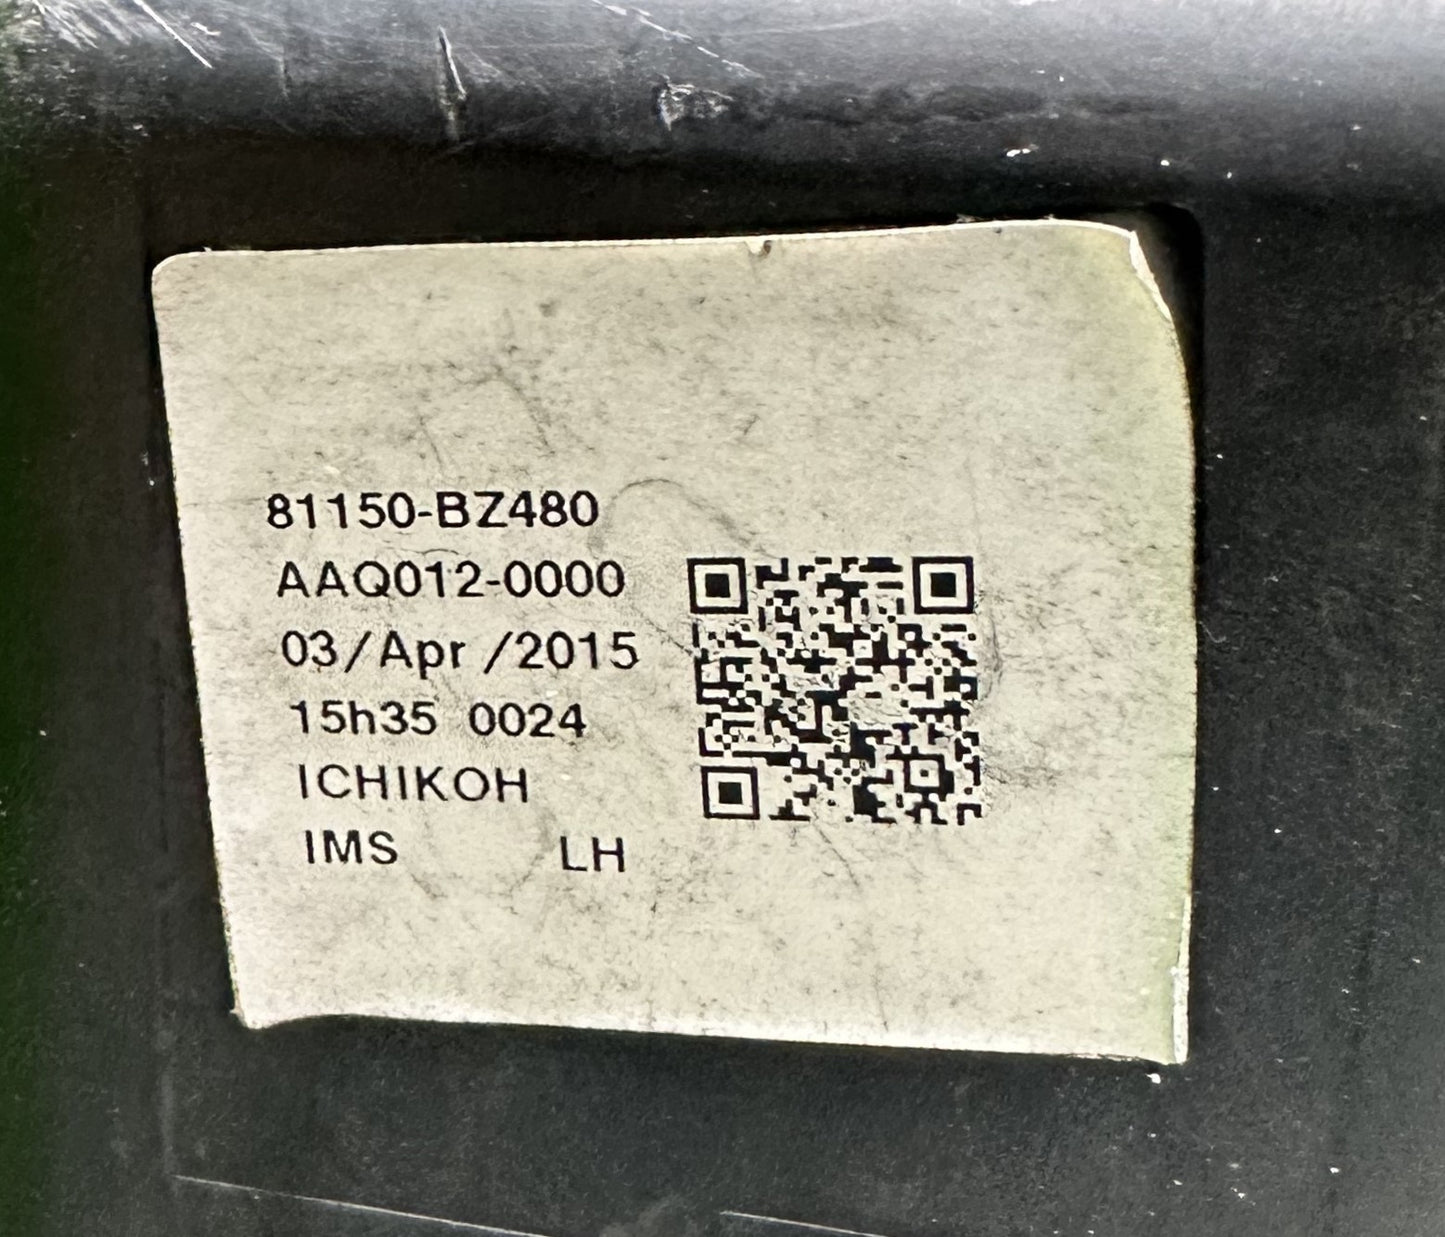 81150-BZ480
AAQ012-0000
03/Apr /2015
15h35 0024
ICHIKOH
IMS LH